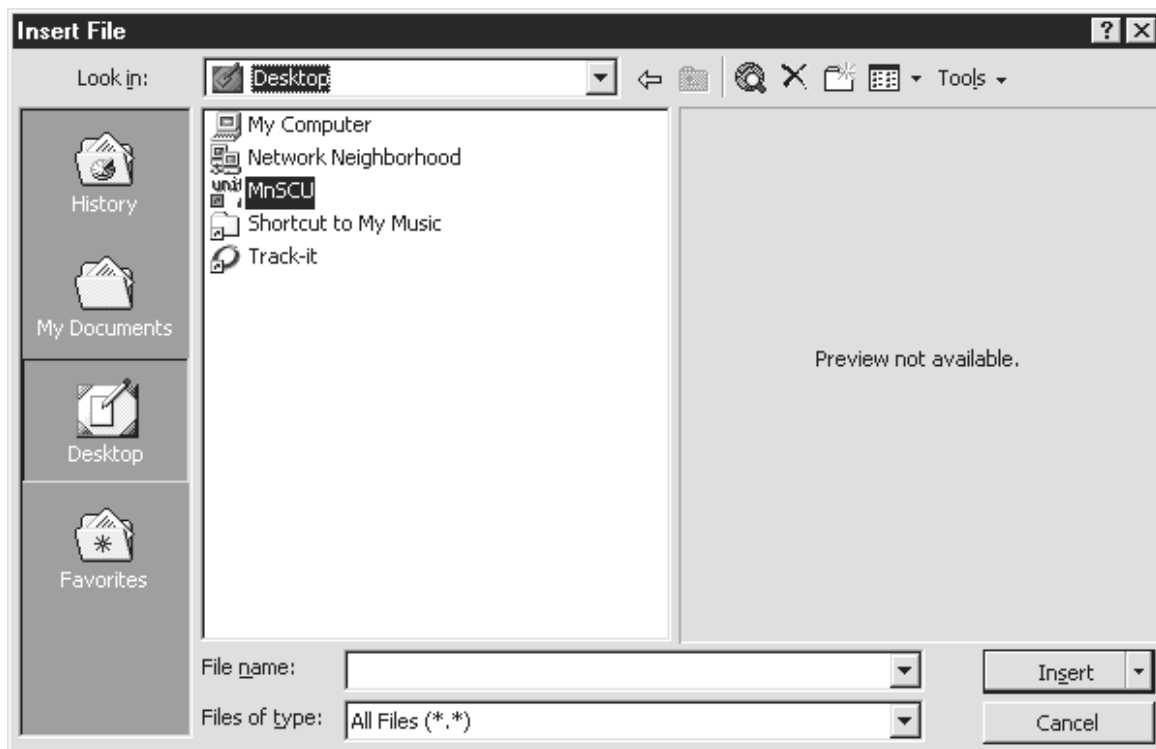 Insert File
Look in:
Desktop
Tools
History
My Documents
Desktop
Favorites
My Computer
Network Neighborhood
MnSCU
Shortcut to My Music
Track-it
Preview not available.
File name:
Insert
Files of type:
All Files (*.*)
Cancel